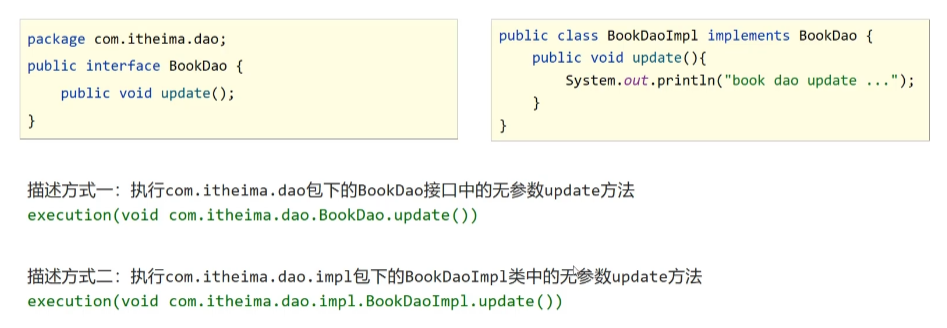 package com.itheima.dao;
public interface BookDao {
public void update();
}
public class BookDaoImpl implements BookDao {
public void update(){
System.out.println("book dao update ...");
}
}
描述方式一：执行com.itheima.dao包下的BookDao接口中的无参数update方法
execution(void com.itheima.dao.BookDao.update())
描述方式二：执行com.itheima.dao.impl包下的BookDaoImpl类中的无参数update方法
execution(void com.itheima.dao.impl.BookDaoImpl.update())